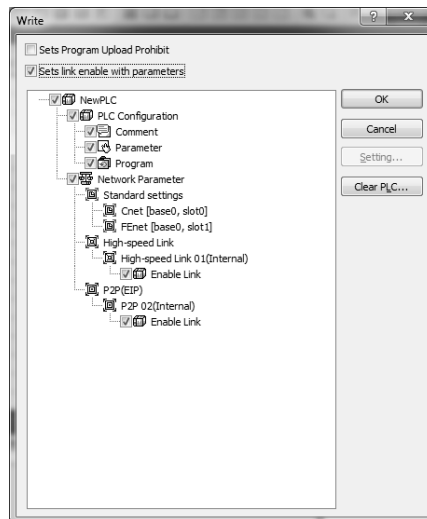 Write
Sets Program Upload Prohibit
Sets link enable with parameters
NewPLC
PLC Configuration
Comment
Parameter
Program
Network Parameter
Standard settings
Cnet [base0, slot0]
FEnet [base0, slot1]
High-speed Link
High-speed Link 01(Internal)
Enable Link
P2P(EIP)
P2P 02(Internal)
Enable Link
OK
Cancel
Setting...
Clear PLC...